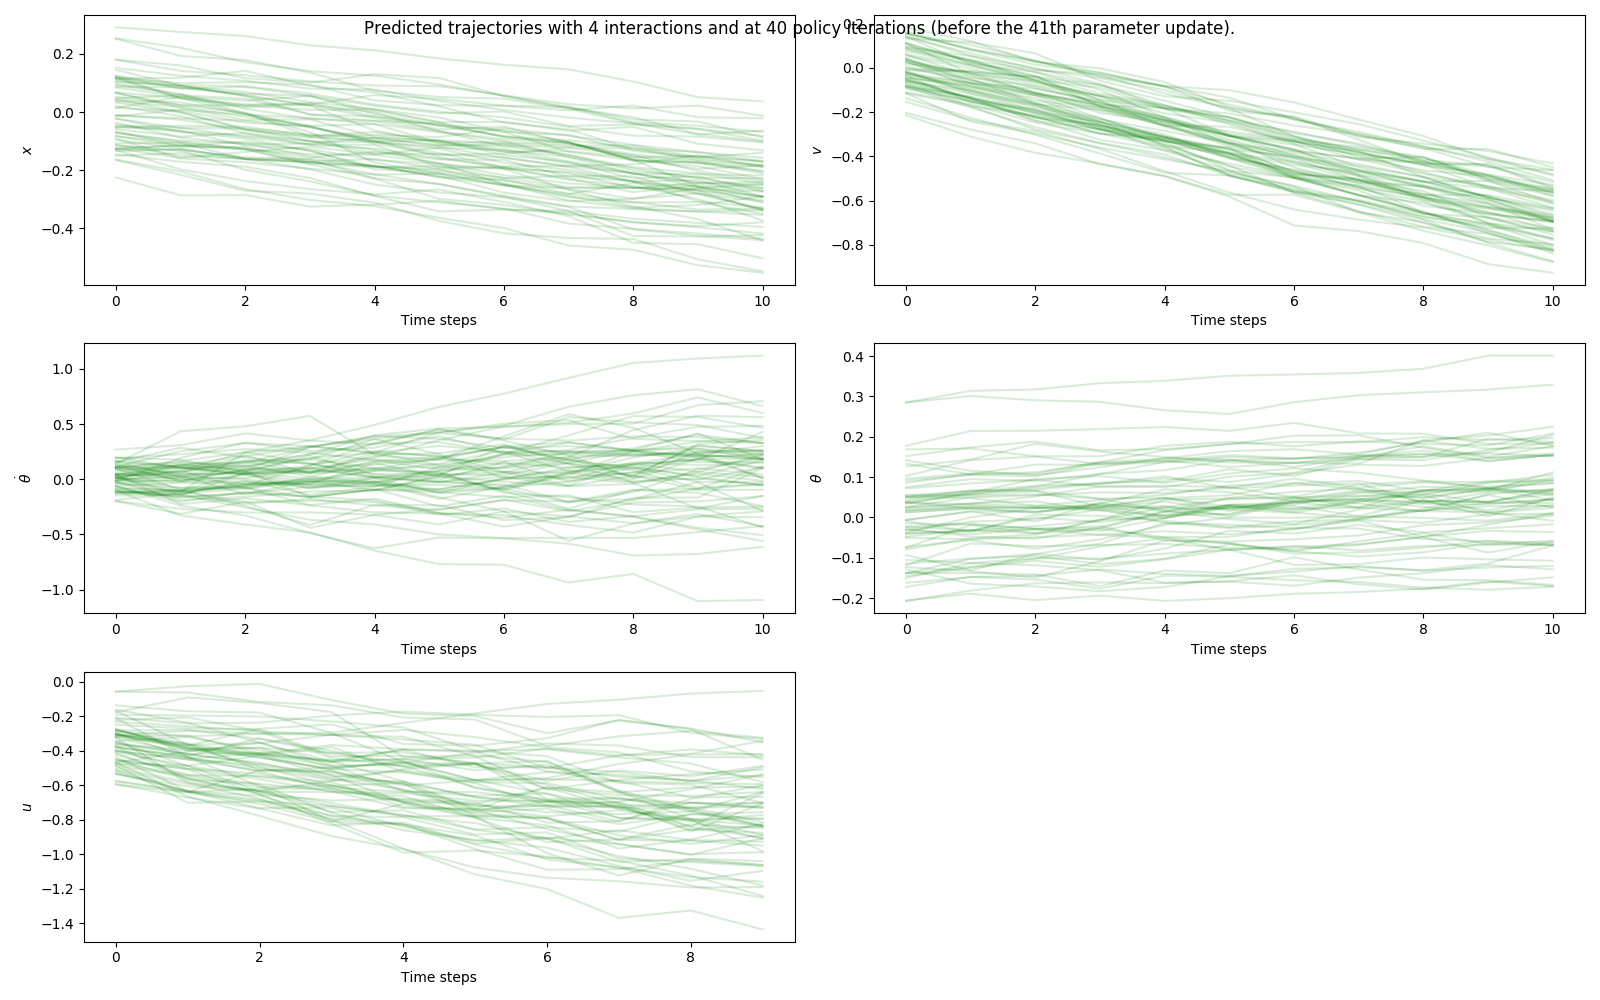 Predicted trajectories with 4 interactions and at 40 policy iterations (before the 41th parameter update).
0.2
0.0
−0.2
−0.4
x
0 2 4 6 8 10
Time steps
0.2
0.0
−0.2
−0.4
−0.6
−0.8
v
0 2 4 6 8 10
Time steps
1.0
0.5
0.0
−0.5
−1.0
θ̇
0 2 4 6 8 10
Time steps
0.4
0.3
0.2
0.1
0.0
−0.1
−0.2
θ
0 2 4 6 8 10
Time steps
0.0
−0.2
−0.4
−0.6
−0.8
−1.0
−1.2
−1.4
u
0 2 4 6 8
Time steps